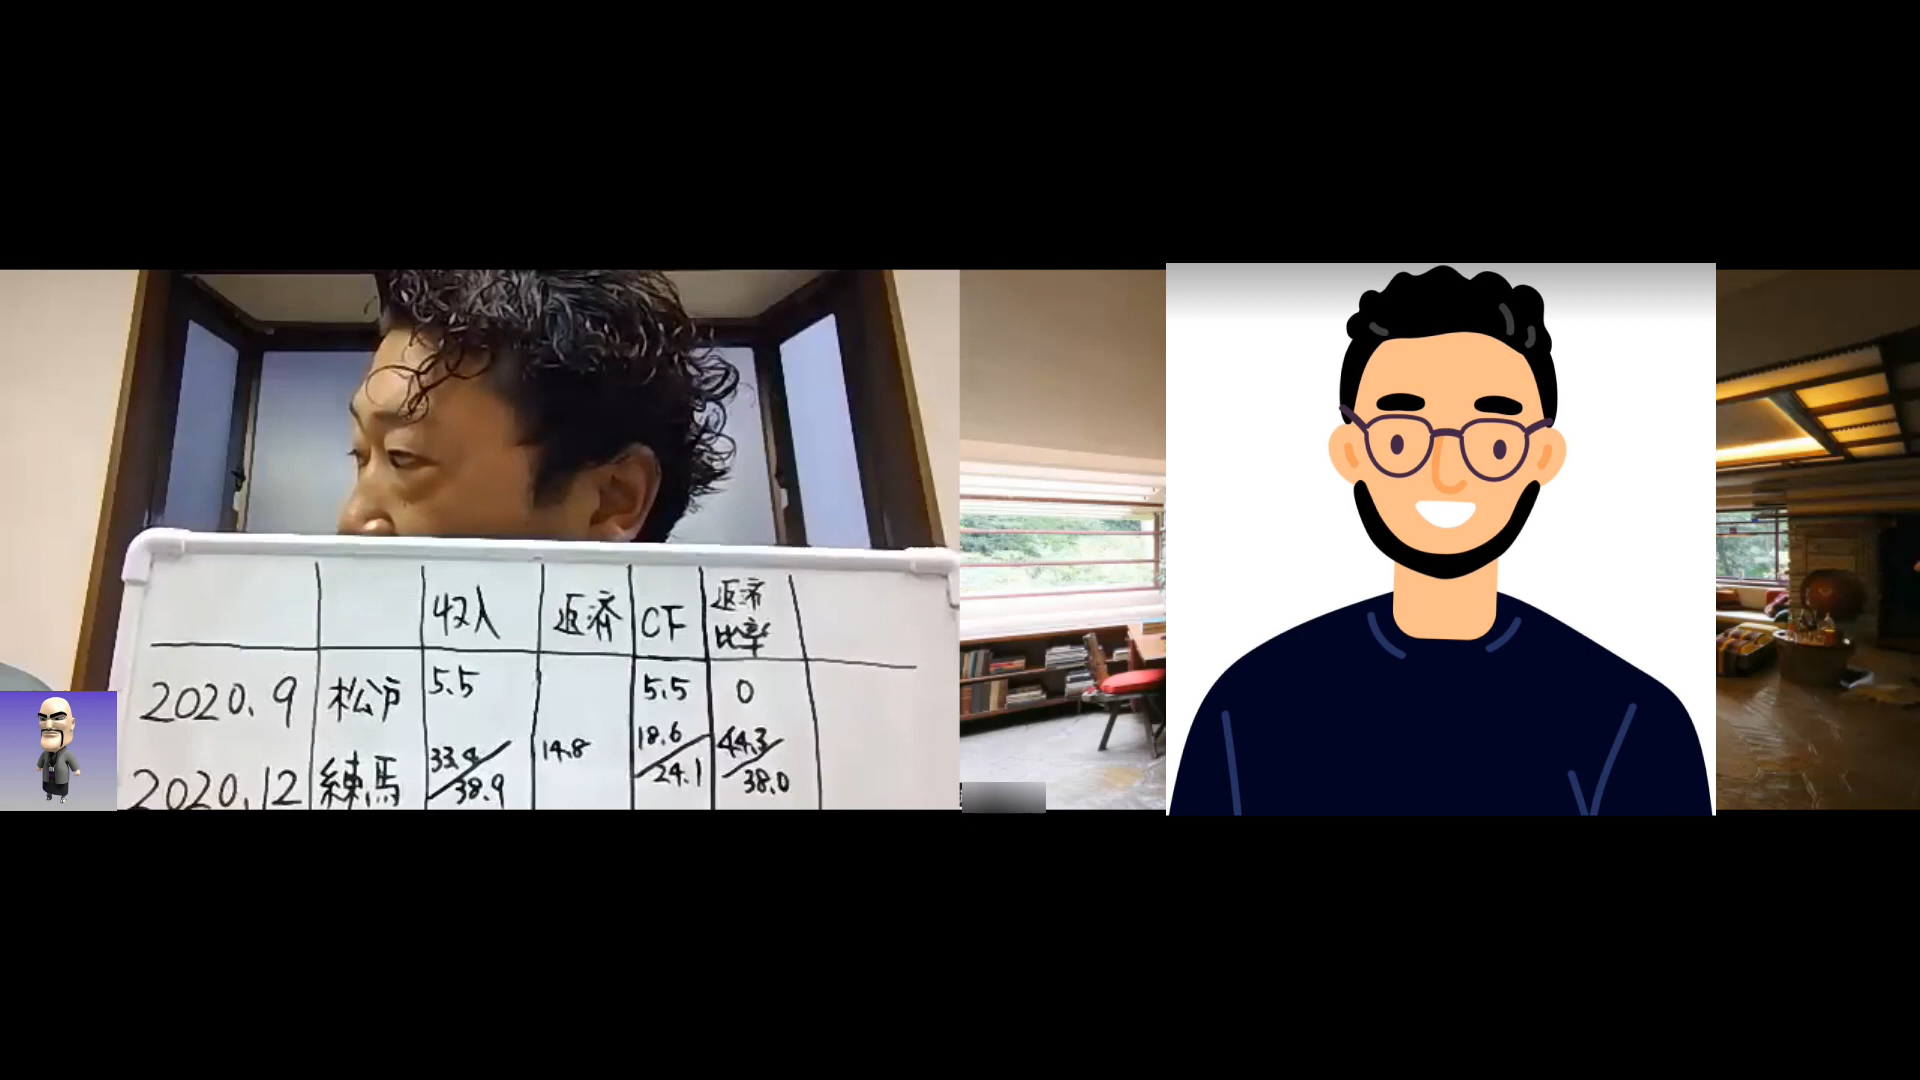 収入 返済 CF 返済比率
2020.9 松戸 5.5 5.5 0
2020.12 練馬 33.4/38.9 14.8 18.6/24.1 44.3/38.0